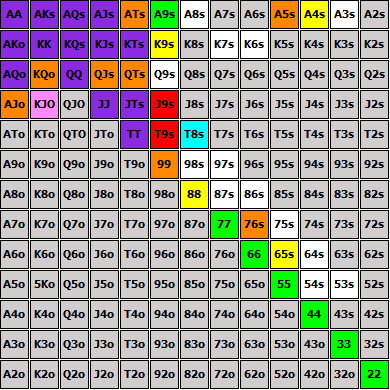 AA AKs AQs AJs ATs A9s A8s A7s A6s A5s A4s A3s A2s
AKo KK KQs KJs KTs K9s K8s K7s K6s K5s K4s K3s K2s
AQo KQo QQ QJs QTs Q9s Q8s Q7s Q6s Q5s Q4s Q3s Q2s
AJo KJO QJO JJ JTs J9s J8s J7s J6s J5s J4s J3s J2s
ATo KTo QTO JTo TT T9s T8s T7s T6s T5s T4s T3s T2s
A9o K9o Q9o J9o T9o 99 98s 97s 96s 95s 94s 93s 92s
A8o K8o Q8o J8o T8o 98o 88 87s 86s 85s 84s 83s 82s
A7o K7o Q7o J7o T7o 97o 87o 77 76s 75s 74s 73s 72s
A6o K6o Q6o J6o T6o 96o 86o 76o 66 65s 64s 63s 62s
A5o 5Ko Q5o J5o T5o 95o 85o 75o 65o 55 54s 53s 52s
A4o K4o Q4o J4o T4o 94o 84o 74o 64o 54o 44 43s 42s
A3o K3o Q3o J3o T3o 93o 83o 73o 63o 53o 43o 33 32s
A2o K2o Q2o J2o T2o 92o 82o 72o 62o 52o 42o 32o 22